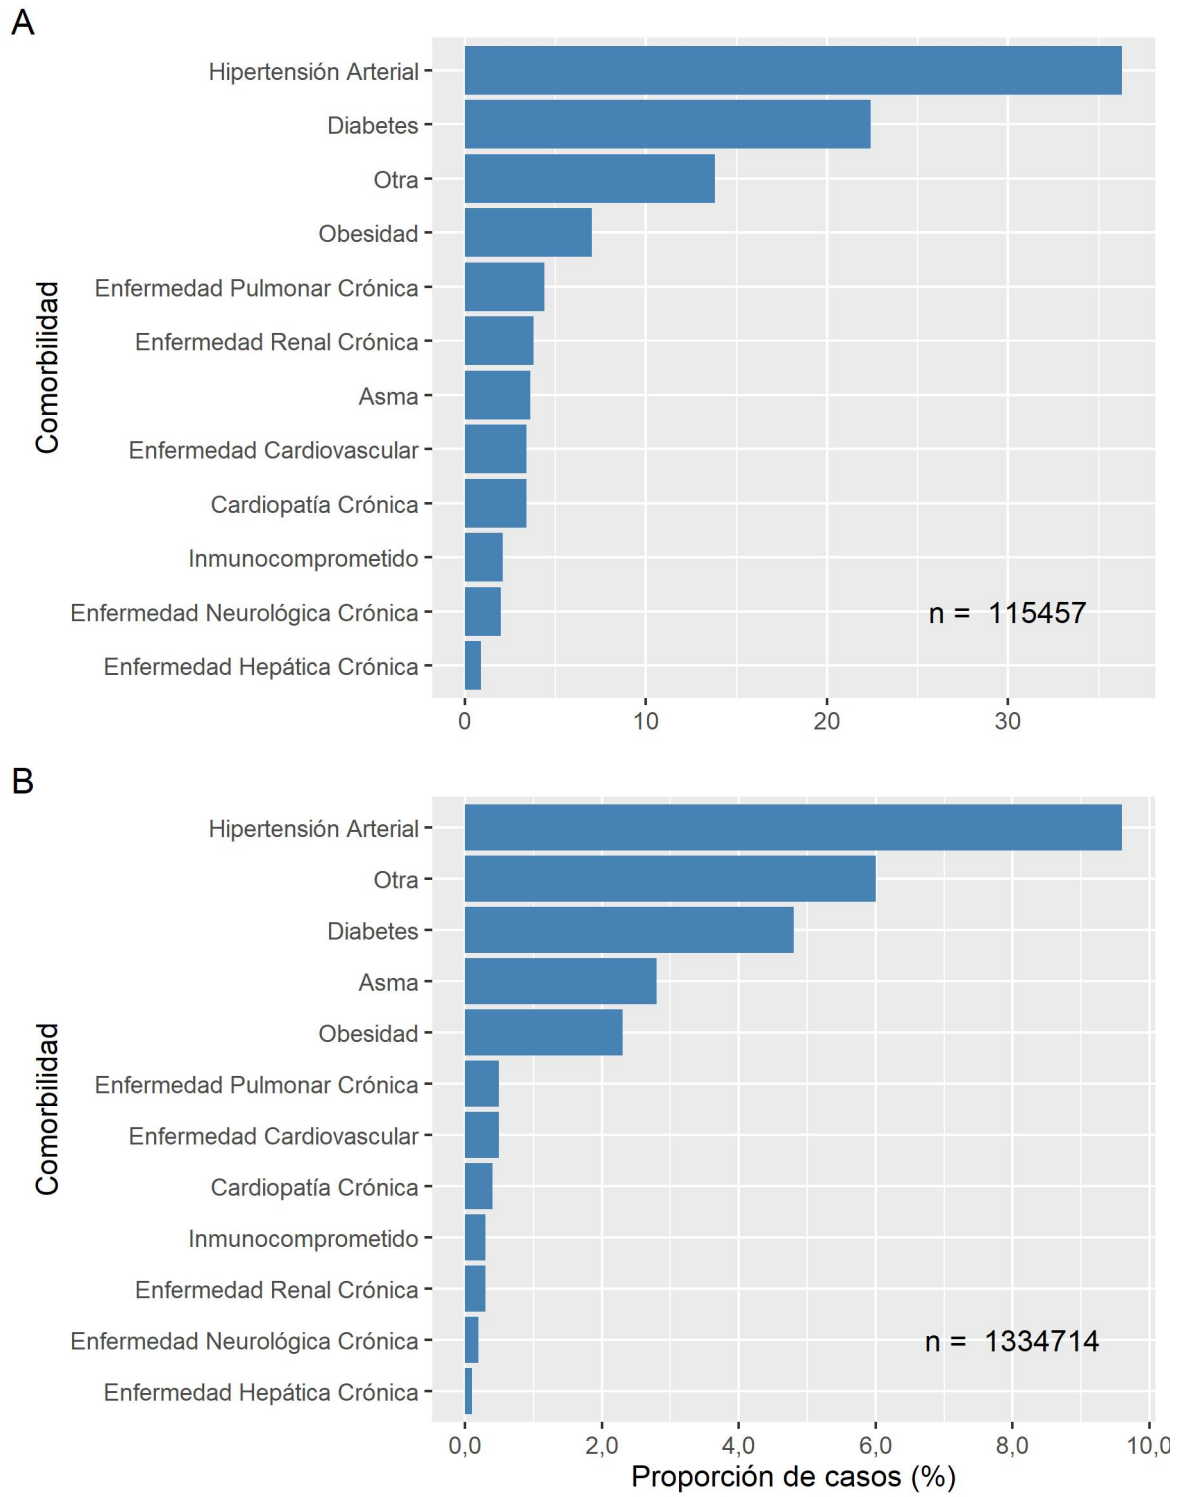 A
Hipertensión Arterial
Diabetes
Otra
Obesidad
Enfermedad Pulmonar Crónica
Enfermedad Renal Crónica
Asma
Enfermedad Cardiovascular
Cardiopatía Crónica
Inmunocomprometido
Enfermedad Neurológica Crónica
Enfermedad Hepática Crónica
Comorbilidad
n = 115457
0 10 20 30
B
Hipertensión Arterial
Otra
Diabetes
Asma
Obesidad
Enfermedad Pulmonar Crónica
Enfermedad Cardiovascular
Cardiopatía Crónica
Inmunocomprometido
Enfermedad Renal Crónica
Enfermedad Neurológica Crónica
Enfermedad Hepática Crónica
Comorbilidad
n = 1334714
0,0 2,0 4,0 6,0 8,0 10,0
Proporción de casos (%)